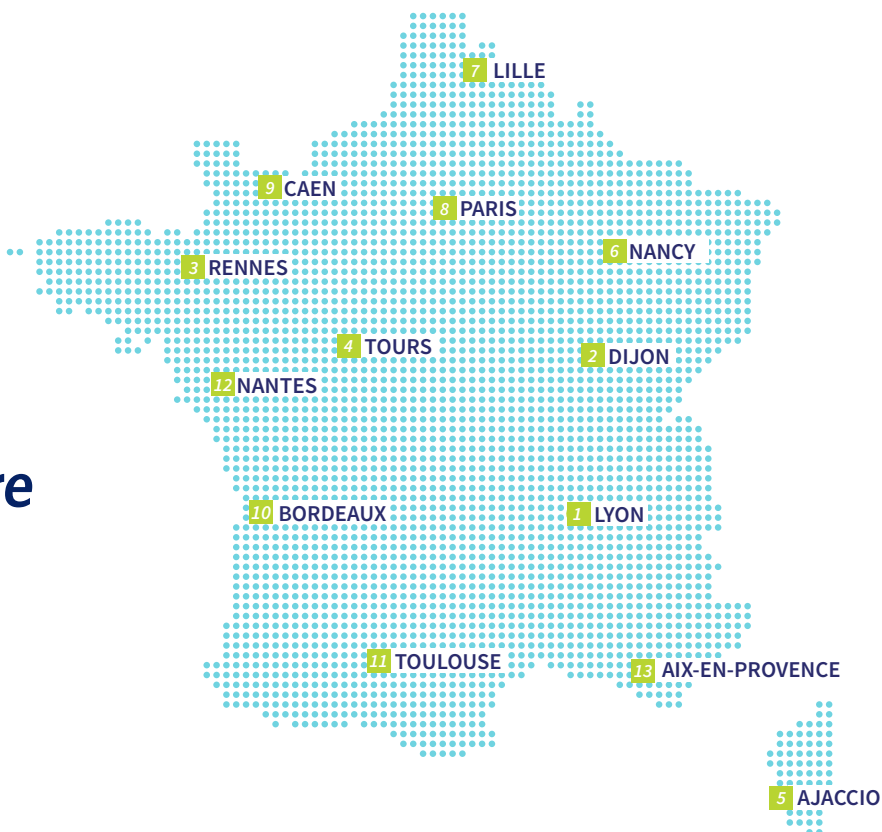 7 LILLE
9 CAEN
8 PARIS
6 NANCY
3 RENNES
4 TOURS
2 DIJON
12 NANTES
re
10 BORDEAUX
1 LYON
11 TOULOUSE
13 AIX-EN-PROVENCE
5 AJACCIO